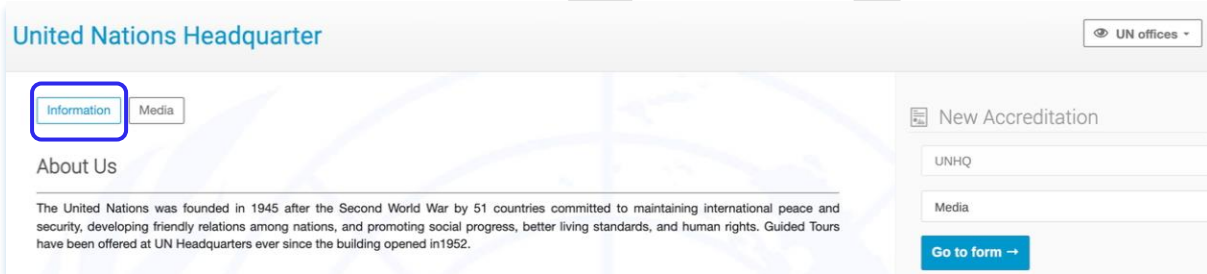 United Nations Headquarter
UN offices
Information
Media
About Us
The United Nations was founded in 1945 after the Second World War by 51 countries committed to maintaining international peace and
security, developing friendly relations among nations, and promoting social progress, better living standards, and human rights. Guided Tours
have been offered at UN Headquarters ever since the building opened in1952.
New Accreditation
UNHQ
Media
Go to form →